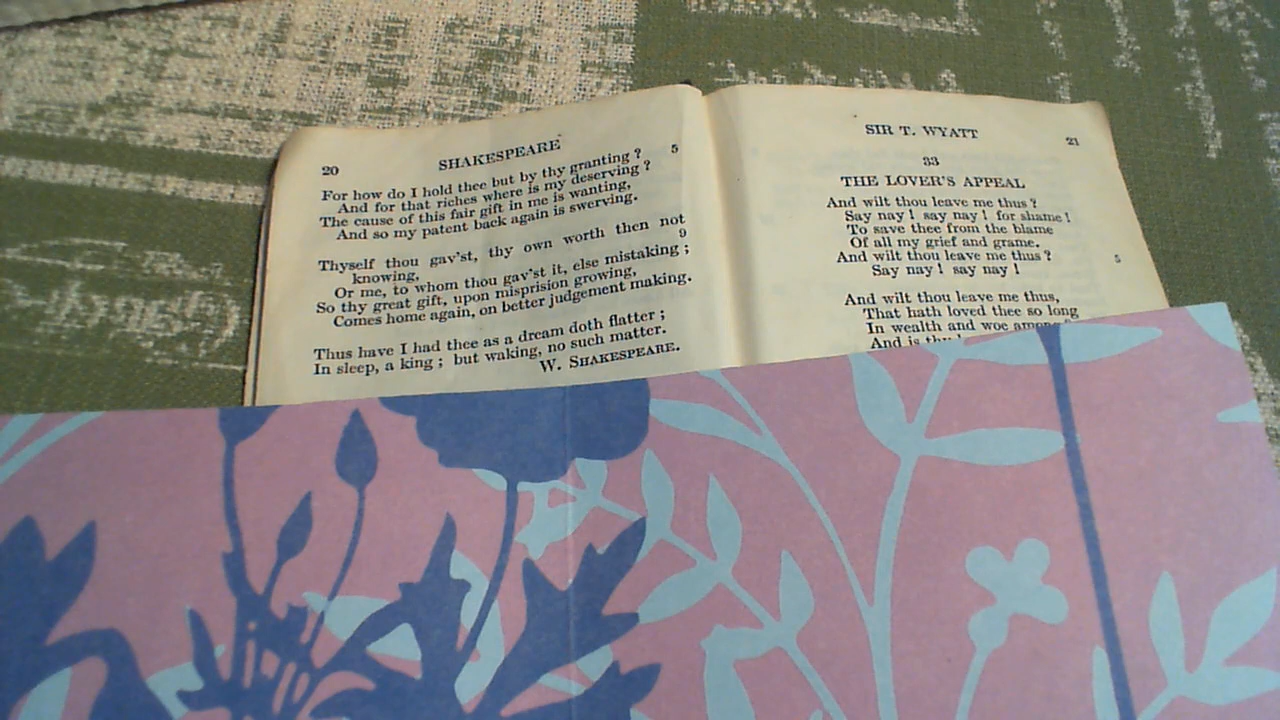 20
SHAKESPEARE
For how do I hold thee but by thy granting ? 5
And for that riches where is my deserving ?
The cause of this fair gift in me is wanting,
And so my patent back again is swerving.
Thyself thou gav'st, thy own worth then not
knowing, 9
Or me, to whom thou gav'st it, else mistaking ;
So thy great gift, upon misprision growing,
Comes home again, on better judgement making.
Thus have I had thee as a dream doth flatter ;
In sleep, a king ; but waking, no such matter.
W. SHAKESPEARE.
SIR T. WYATT
21
33
THE LOVER'S APPEAL
And wilt thou leave me thus ?
Say nay ! say nay ! for shame !
To save thee from the blame
Of all my grief and grame.
And wilt thou leave me thus ? 5
Say nay ! say nay !
And wilt thou leave me thus,
That hath loved thee so long
In wealth and woe among ?
And is